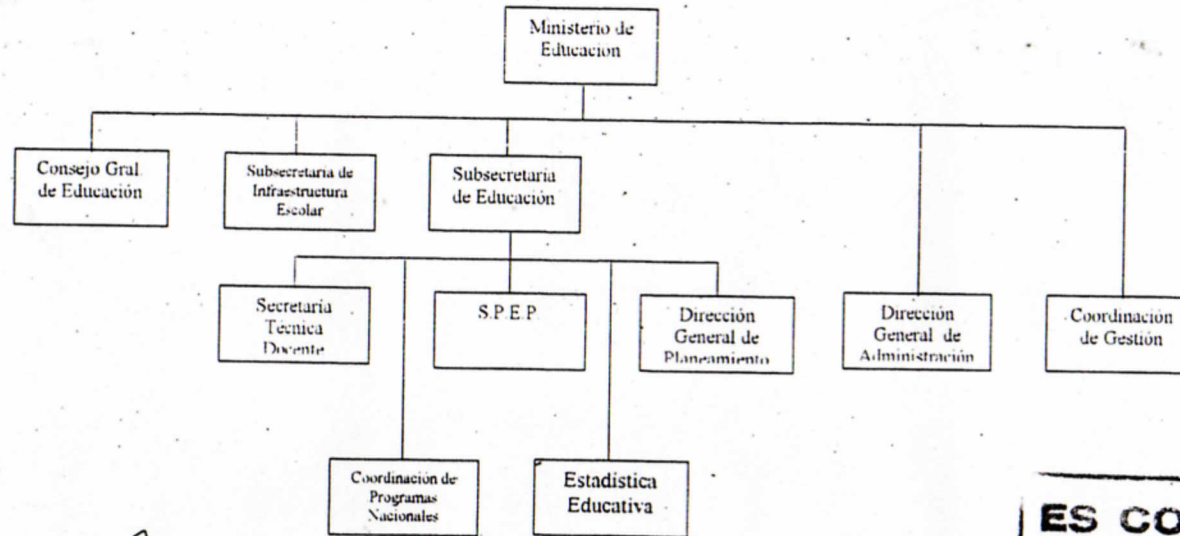 Ministerio de
Educacion
Consejo Gral.
de Educación
Subsecretaria de
Infraestructura
Escolar
Subsecretaria
de Educación
Secretaria
Técnica
Docente
S.P.E.P.
Dirección
General de
Planeamiento
Dirección
General de
Administración
Coordinación
de Gestión
Coordinación de
Programas
Nacionales
Estadística
Educativa
ES CO